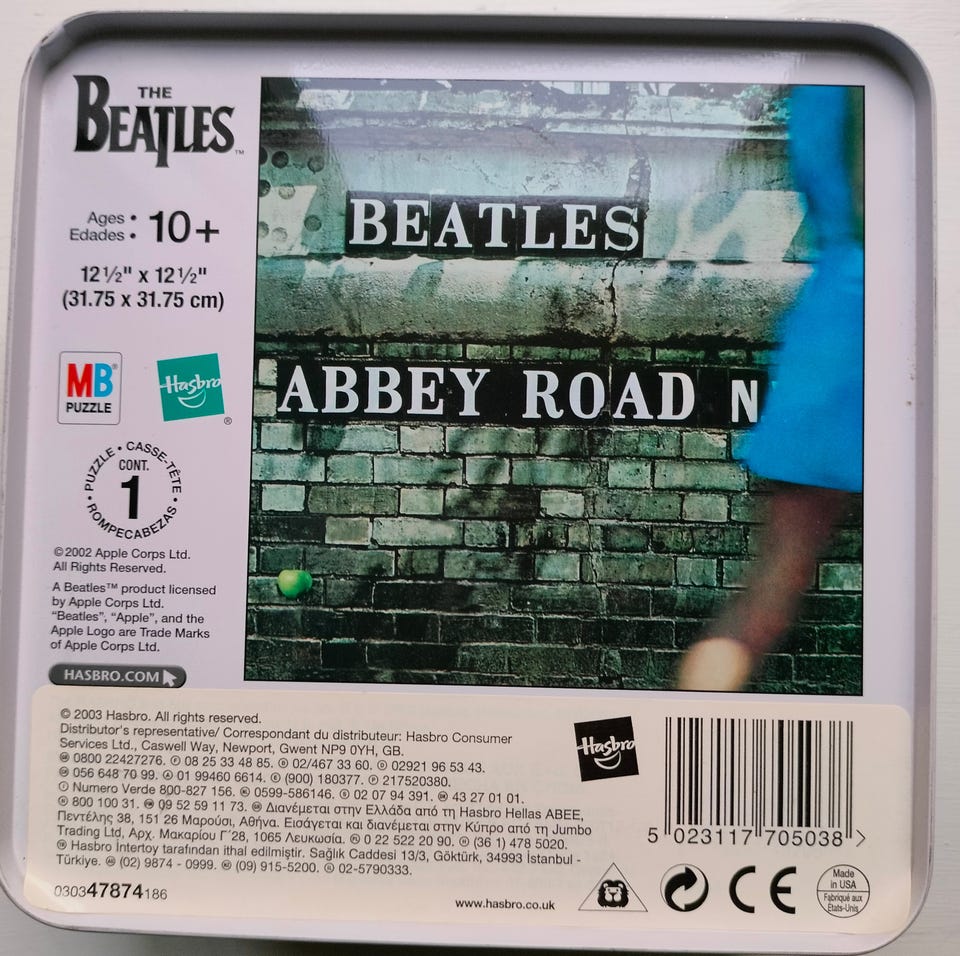 THE
BEATLES™
Ages :
Edades : 10+
12½" x 12½"
(31.75 x 31.75 cm)
MB®
PUZZLE
Hasbro®
PUZZLE • CASSE-TÊTE • ROMPECABEZAS •
CONT.
1
©2002 Apple Corps Ltd.
All Rights Reserved.
A Beatles™ product licensed
by Apple Corps Ltd.
“Beatles”, “Apple”, and the
Apple Logo are Trade Marks
of Apple Corps Ltd.
HASBRO.COM
BEATLES
ABBEY ROAD N
© 2003 Hasbro. All rights reserved.
Distributor's representative/ Correspondant du distributeur: Hasbro Consumer
Services Ltd., Caswell Way, Newport, Gwent NP9 0YH, GB.
0800 22427276. 08 25 33 48 85. 02/467 33 60. 02921 96 53 43.
056 648 70 99. 01 99460 6614. (900) 180377. 217520380.
Numero Verde 800-827 156. 0599-586146. 02 07 94 391. 43 27 01 01.
800 100 31. 09 52 59 11 73. Διανέμεται στην Ελλάδα από τη Hasbro Hellas ΑΒΕΕ,
Πεντέλης 38, 151 26 Μαρούσι, Αθήνα. Εισάγεται και διανέμεται στην Κύπρο από τη Jumbo
Trading Ltd, Αρχ. Μακαρίου Γ΄28, 1065 Λευκωσία. 0 22 522 20 90. (36 1) 478 5020.
Hasbro İntertoy tarafından ithal edilmiştir. Sağlık Caddesi 13/3, Göktürk, 34993 İstanbul -
Türkiye. (02) 9874 - 0999. (09) 915-5200. 02-5790333.
030347874186
www.hasbro.co.uk
Hasbro
5 023117 705038 >
CE
Made
in USA
Fabriqué aux
États-Unis